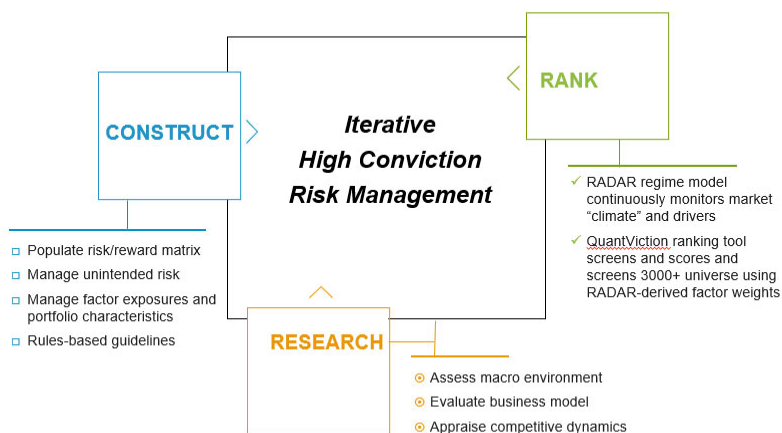 CONSTRUCT
Populate risk/reward matrix
Manage unintended risk
Manage factor exposures and
portfolio characteristics
Rules-based guidelines
Iterative
High Conviction
Risk Management
RANK
RADAR regime model
continuously monitors market
“climate” and drivers
QuantViction ranking tool
screens and scores and
screens 3000+ universe using
RADAR-derived factor weights
RESEARCH
Assess macro environment
Evaluate business model
Appraise competitive dynamics